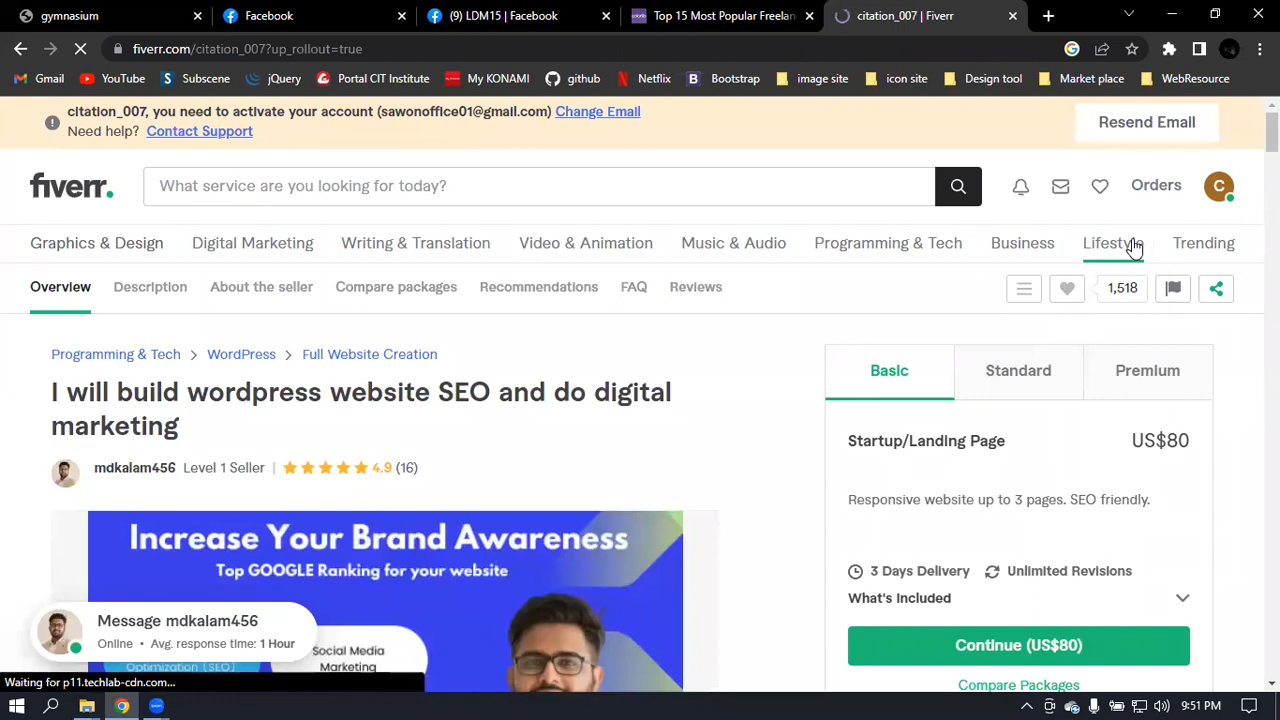 gymnasium
Facebook
(9) LDM15 | Facebook
Top 15 Most Popular Freelan
citation_007 | Fiverr
fiverr.com/citation_007?up_rollout=true
Gmail
YouTube
Subscene
jQuery
Portal CIT Institute
My KONAMI
github
Netflix
Bootstrap
image site
icon site
Design tool
Market place
WebResource
citation_007, you need to activate your account (sawonoffice01@gmail.com) Change Email
Need help? Contact Support
Resend Email
fiverr.
What service are you looking for today?
Orders
C
Graphics & Design
Digital Marketing
Writing & Translation
Video & Animation
Music & Audio
Programming & Tech
Business
Lifestyle
Trending
Overview
Description
About the seller
Compare packages
Recommendations
FAQ
Reviews
1,518
Programming & Tech > WordPress > Full Website Creation
I will build wordpress website SEO and do digital
marketing
mdkalam456 Level 1 Seller | 4.9 (16)
Basic
Standard
Premium
Startup/Landing Page US$80
Responsive website up to 3 pages. SEO friendly.
3 Days Delivery
Unlimited Revisions
What's Included
Continue (US$80)
Compare Packages
Increase Your Brand Awareness
Top GOOGLE Ranking for your website
Social Media
Marketing
Optimization (SEO)
Message mdkalam456
Online • Avg. response time: 1 Hour
Waiting for p11.techlab-cdn.com...
9:51 PM